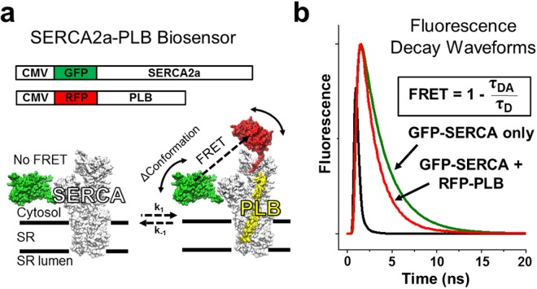 a
SERCA2a-PLB Biosensor
CMV GFP SERCA2a
CMV RFP PLB
No FRET
ΔConformation
FRET
SERCA
PLB
Cytosol
k1
k-1
SR
SR lumen
b
Fluorescence
Decay Waveforms
FRET = 1 - τDA/τD
GFP-SERCA only
GFP-SERCA +
RFP-PLB
Fluorescence
0 5 10 15 20
Time (ns)